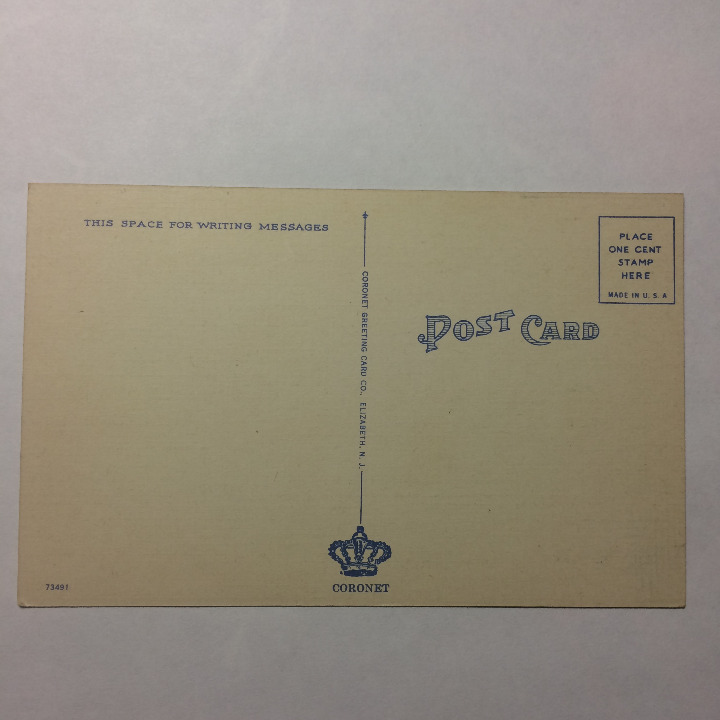 THIS SPACE FOR WRITING MESSAGES
CORONET GREETING CARD CO., ELIZABETH, N. J.
PLACE
ONE CENT
STAMP
HERE
MADE IN U. S. A
POST CARD
CORONET
73491